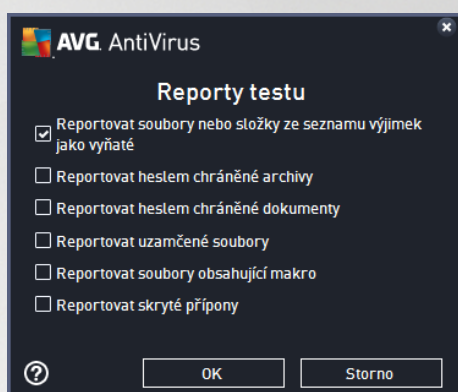 AVG. AntiVirus
Reporty testu
Reportovat soubory nebo složky ze seznamu výjimek
jako vyňaté
Reportovat heslem chráněné archivy
Reportovat heslem chráněné dokumenty
Reportovat uzamčené soubory
Reportovat soubory obsahující makro
Reportovat skryté přípony
? OK Storno